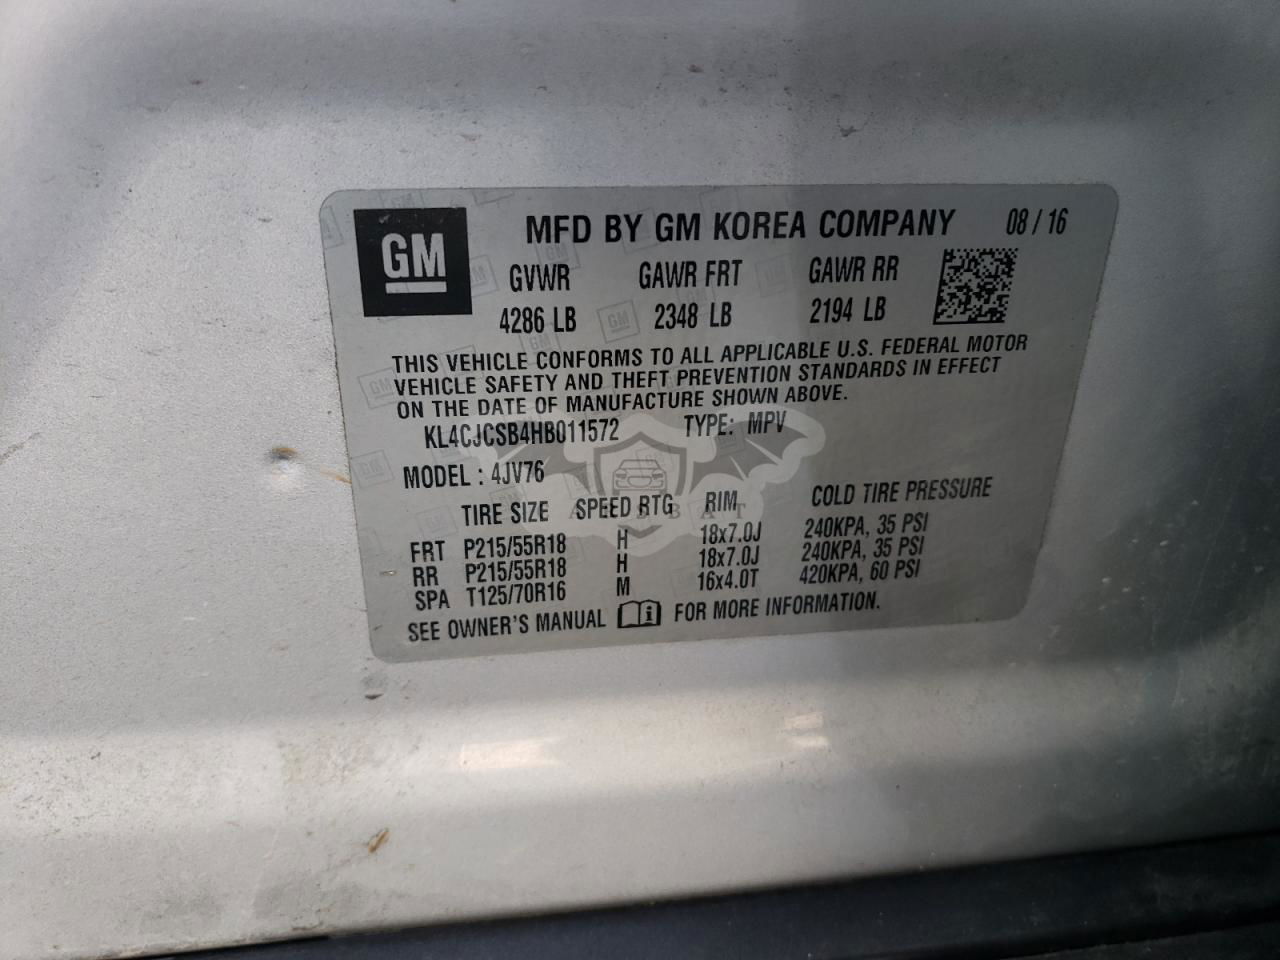 GM MFD BY GM KOREA COMPANY 08 / 16
GVWR GAWR FRT GAWR RR
4286 LB 2348 LB 2194 LB
THIS VEHICLE CONFORMS TO ALL APPLICABLE U.S. FEDERAL MOTOR
VEHICLE SAFETY AND THEFT PREVENTION STANDARDS IN EFFECT
ON THE DATE OF MANUFACTURE SHOWN ABOVE.
KL4CJCSB4HB011572 TYPE: MPV
MODEL : 4JV76
TIRE SIZE SPEED RTG RIM COLD TIRE PRESSURE
FRT P215/55R18 H 18x7.0J 240KPA, 35 PSI
RR P215/55R18 H 18x7.0J 240KPA, 35 PSI
SPA T125/70R16 M 16x4.0T 420KPA, 60 PSI
SEE OWNER'S MANUAL i FOR MORE INFORMATION.